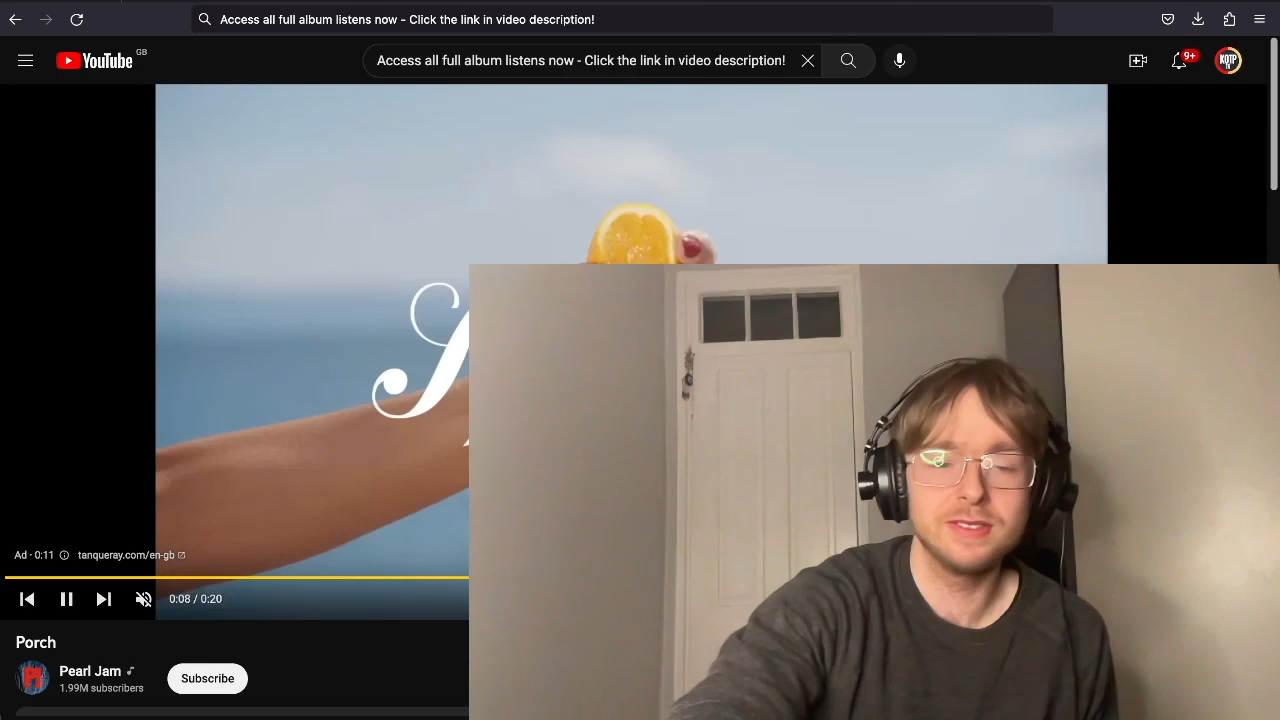 Access all full album listens now - Click the link in video description!
YouTube GB
Access all full album listens now - Click the link in video description!
9+
KOTP
TV
Ad · 0:11
tanqueray.com/en-gb
0:08 / 0:20
Porch
Pearl Jam
1.99M subscribers
Subscribe